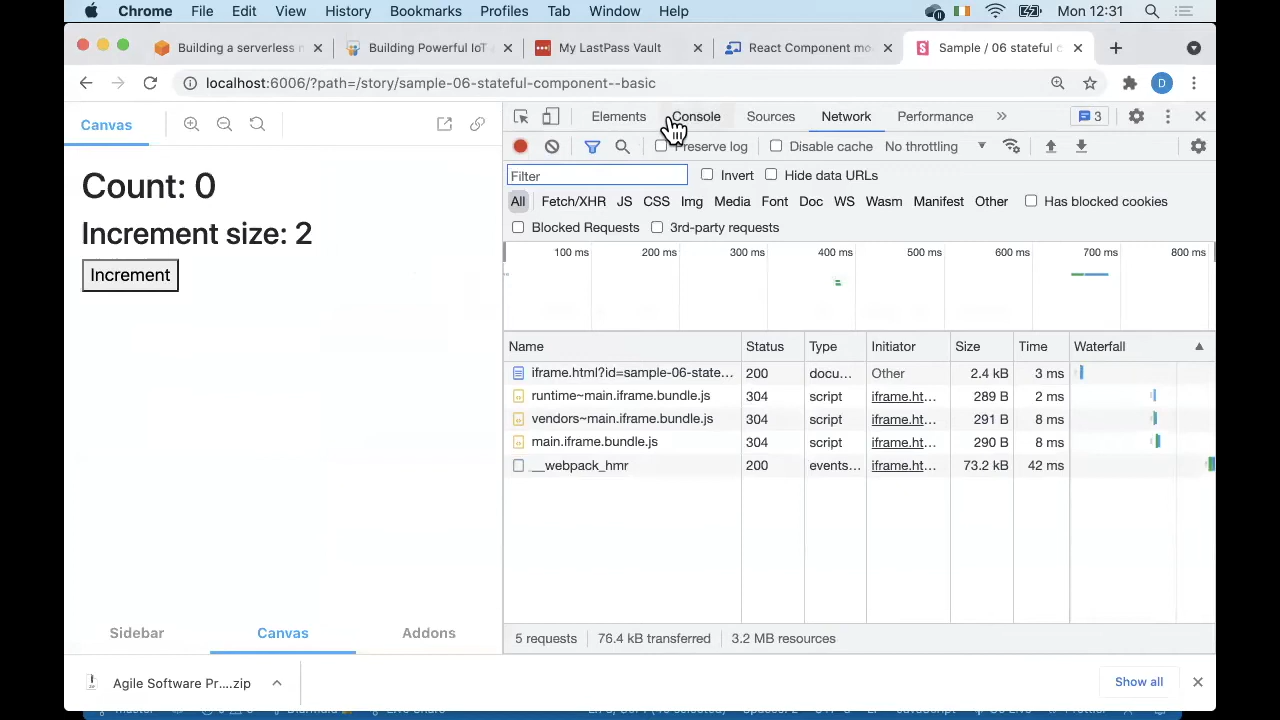 Chrome File Edit View History Bookmarks Profiles Tab Window Help Mon 12:31
Building a serverless Building Powerful IoT My LastPass Vault React Component mo Sample / 06 stateful c
localhost:6006/?path=/story/sample-06-stateful-component--basic D
Canvas
Elements Console Sources Network Performance » 3
Preserve log Disable cache No throttling
Filter Invert Hide data URLs
All Fetch/XHR JS CSS Img Media Font Doc WS Wasm Manifest Other Has blocked cookies
Blocked Requests 3rd-party requests
100 ms 200 ms 300 ms 400 ms 500 ms 600 ms 700 ms 800 ms
Count: 0
Increment size: 2
Increment
Name Status Type Initiator Size Time Waterfall
iframe.html?id=sample-06-state... 200 docu... Other 2.4 kB 3 ms
runtime~main.iframe.bundle.js 304 script iframe.ht... 289 B 2 ms
vendors~main.iframe.bundle.js 304 script iframe.ht... 291 B 8 ms
main.iframe.bundle.js 304 script iframe.ht... 290 B 8 ms
__webpack_hmr 200 events... iframe.ht... 73.2 kB 42 ms
Sidebar Canvas Addons
5 requests 76.4 kB transferred 3.2 MB resources
Agile Software Pr....zip Show all